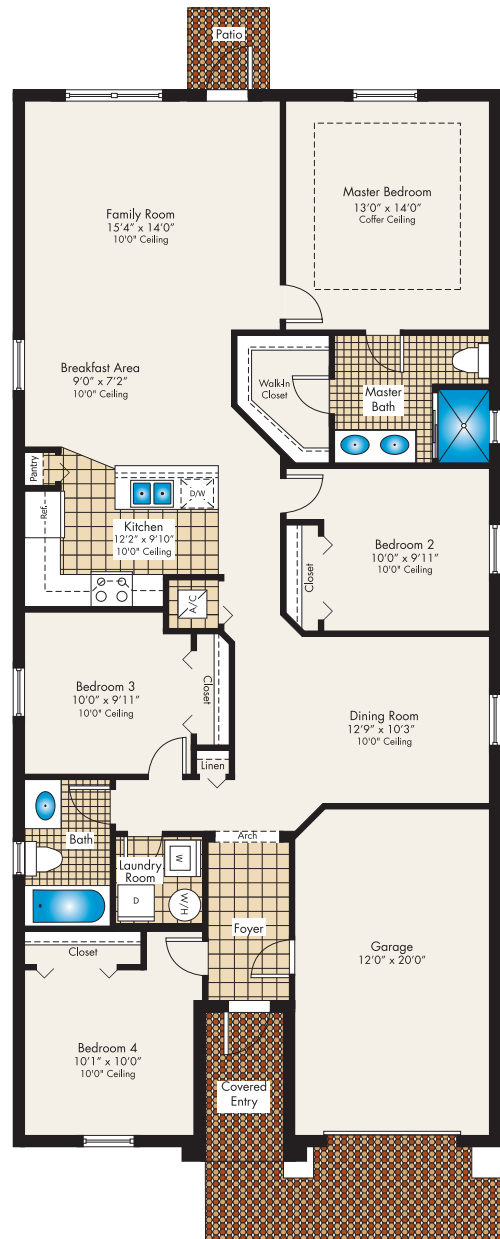 Patio
Master Bedroom
13'0" x 14'0"
Coffer Ceiling
Family Room
15'4" x 14'0"
10'0" Ceiling
Breakfast Area
9'0" x 7'2"
10'0" Ceiling
Walk-In
Closet
Master
Bath
Pantry
Ref.
D/W
Kitchen
12'2" x 9'10"
10'0" Ceiling
Bedroom 2
10'0" x 9'11"
10'0" Ceiling
Closet
A/C
Bedroom 3
10'0" x 9'11"
10'0" Ceiling
Closet
Dining Room
12'9" x 10'3"
10'0" Ceiling
Linen
Bath
Arch
W
Laundry
Room
D
W/H
Foyer
Closet
Garage
12'0" x 20'0"
Bedroom 4
10'1" x 10'0"
10'0" Ceiling
Covered
Entry